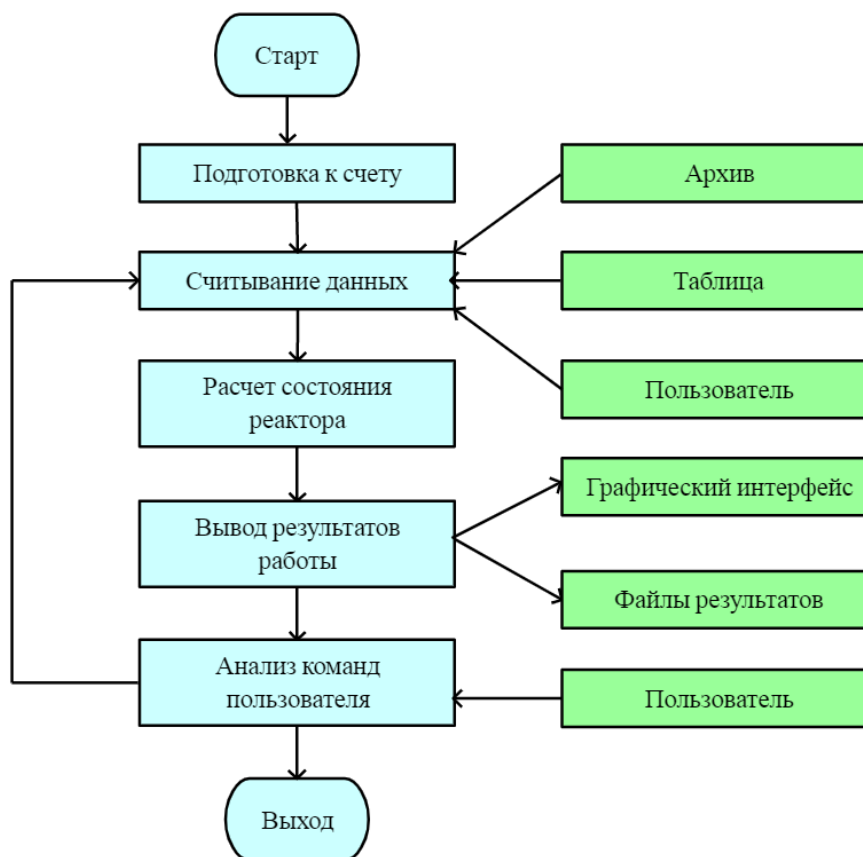 Старт
Подготовка к счету
Архив
Считывание данных
Таблица
Расчет состояния
реактора
Пользователь
Вывод результатов
работы
Графический интерфейс
Файлы результатов
Анализ команд
пользователя
Пользователь
Выход